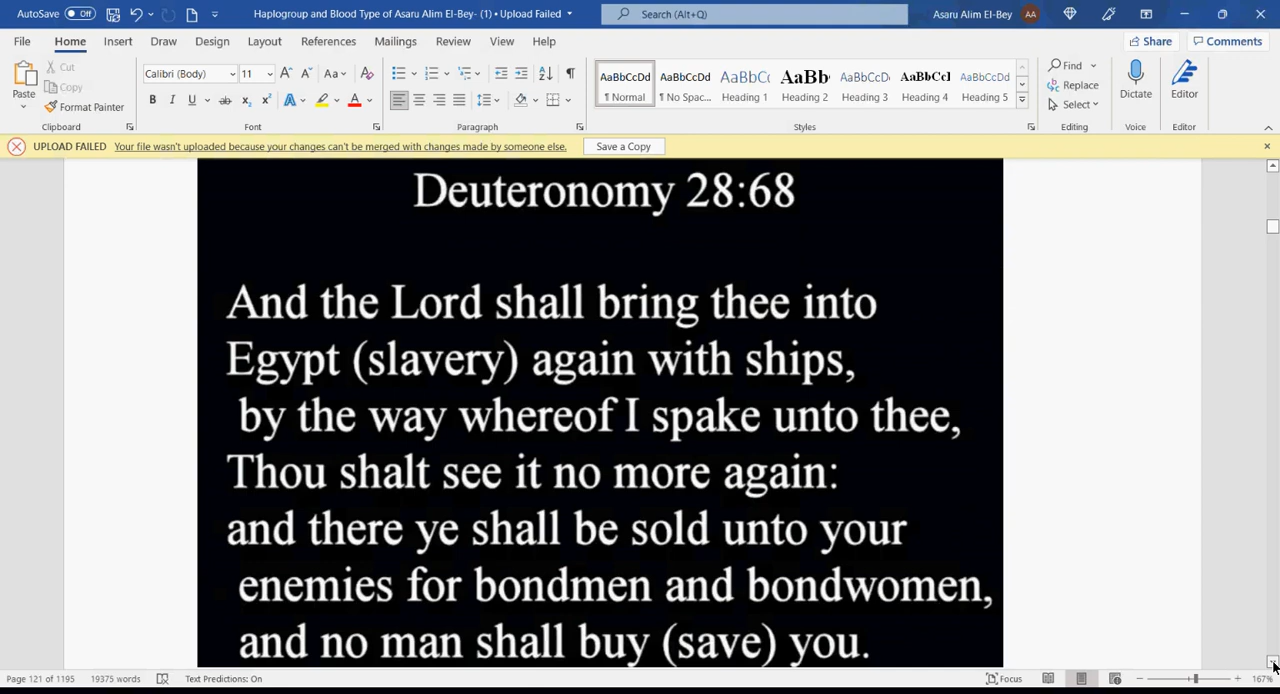 AutoSave Off Haplogroup and Blood Type of Asaru Alim El-Bey- (1) • Upload Failed Search (Alt+Q) Asaru Alim El-Bey AA
File Home Insert Draw Design Layout References Mailings Review View Help Share Comments
Paste Cut Copy Format Painter
Calibri (Body) 11 Aa
B I U ab x2 x2 A A
AaBbCcDd AaBbCcDd AaBbCc AaBb AaBbCcDd AaBbCcI AaBbCcDd
¶ Normal ¶ No Spac... Heading 1 Heading 2 Heading 3 Heading 4 Heading 5
Find Replace Select Dictate Editor
Clipboard Font Paragraph Styles Editing Voice Editor
UPLOAD FAILED Your file wasn't uploaded because your changes can't be merged with changes made by someone else. Save a Copy
Deuteronomy 28:68
And the Lord shall bring thee into
Egypt (slavery) again with ships,
by the way whereof I spake unto thee,
Thou shalt see it no more again:
and there ye shall be sold unto your
enemies for bondmen and bondwomen,
and no man shall buy (save) you.
Page 121 of 1195 19375 words Text Predictions: On Focus 167%